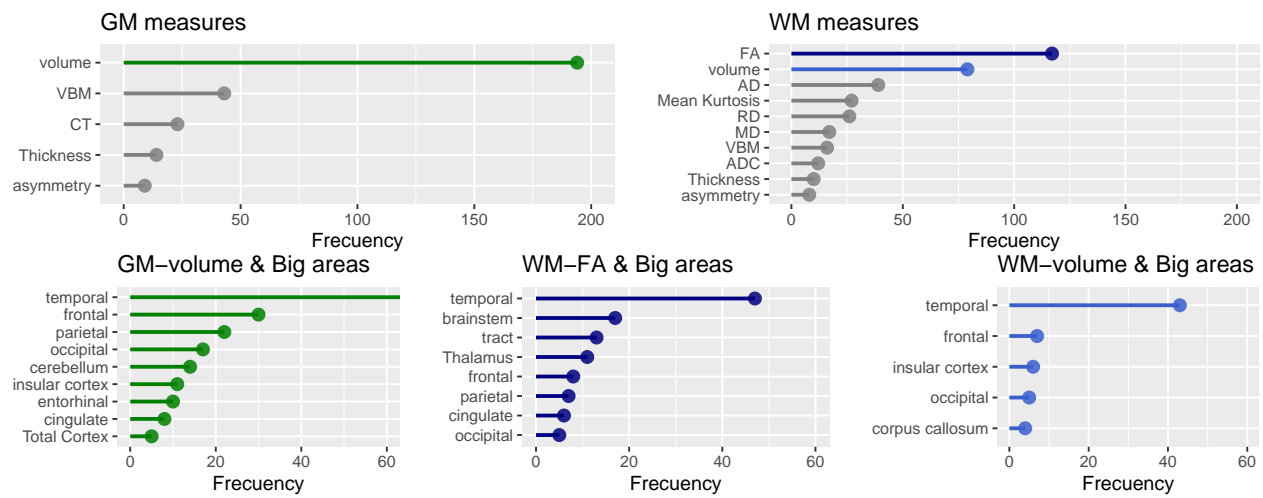 GM measures
volume
VBM
CT
Thickness
asymmetry
0 50 100 150 200
Frecuency
WM measures
FA
volume
AD
Mean Kurtosis
RD
MD
VBM
ADC
Thickness
asymmetry
0 50 100 150 200
Frecuency
GM−volume & Big areas
temporal
frontal
parietal
occipital
cerebellum
insular cortex
entorhinal
cingulate
Total Cortex
0 20 40 60
Frecuency
WM−FA & Big areas
temporal
brainstem
tract
Thalamus
frontal
parietal
cingulate
occipital
0 20 40 60
Frecuency
WM−volume & Big areas
temporal
frontal
insular cortex
occipital
corpus callosum
0 20 40 60
Frecuency